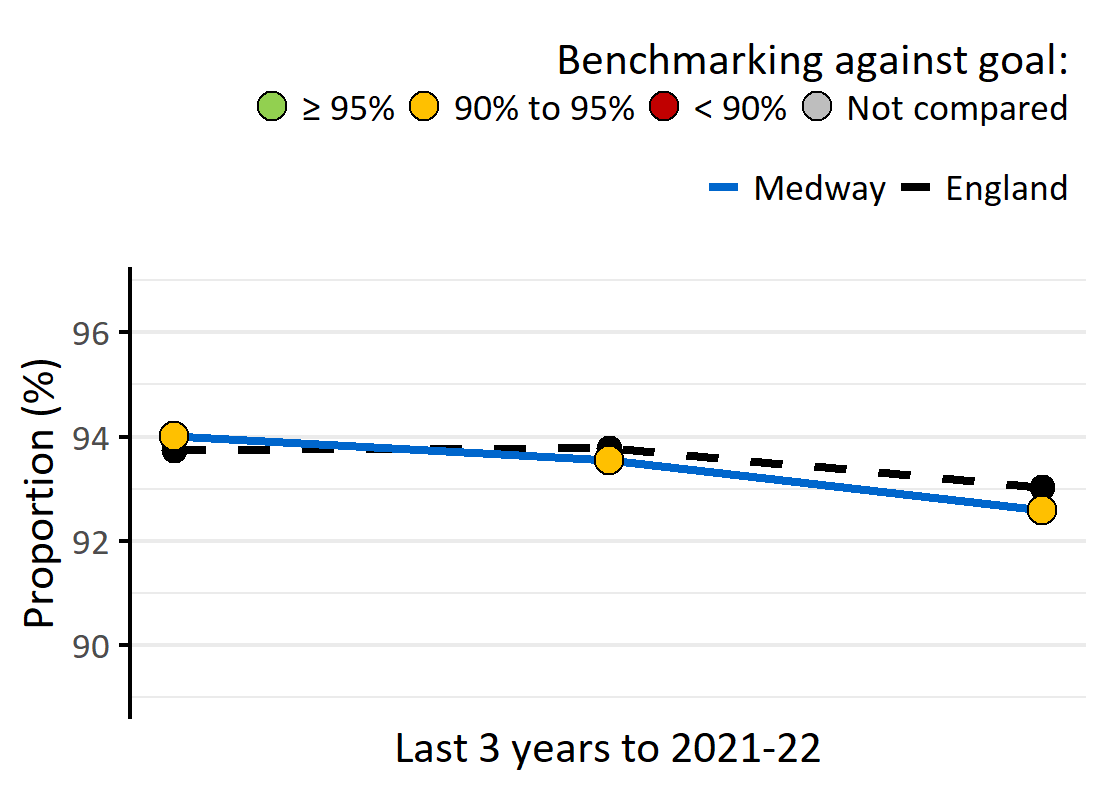 Benchmarking against goal:
≥ 95% 90% to 95% < 90% Not compared
Medway England
96
94
92
90
Proportion (%)
Last 3 years to 2021-22